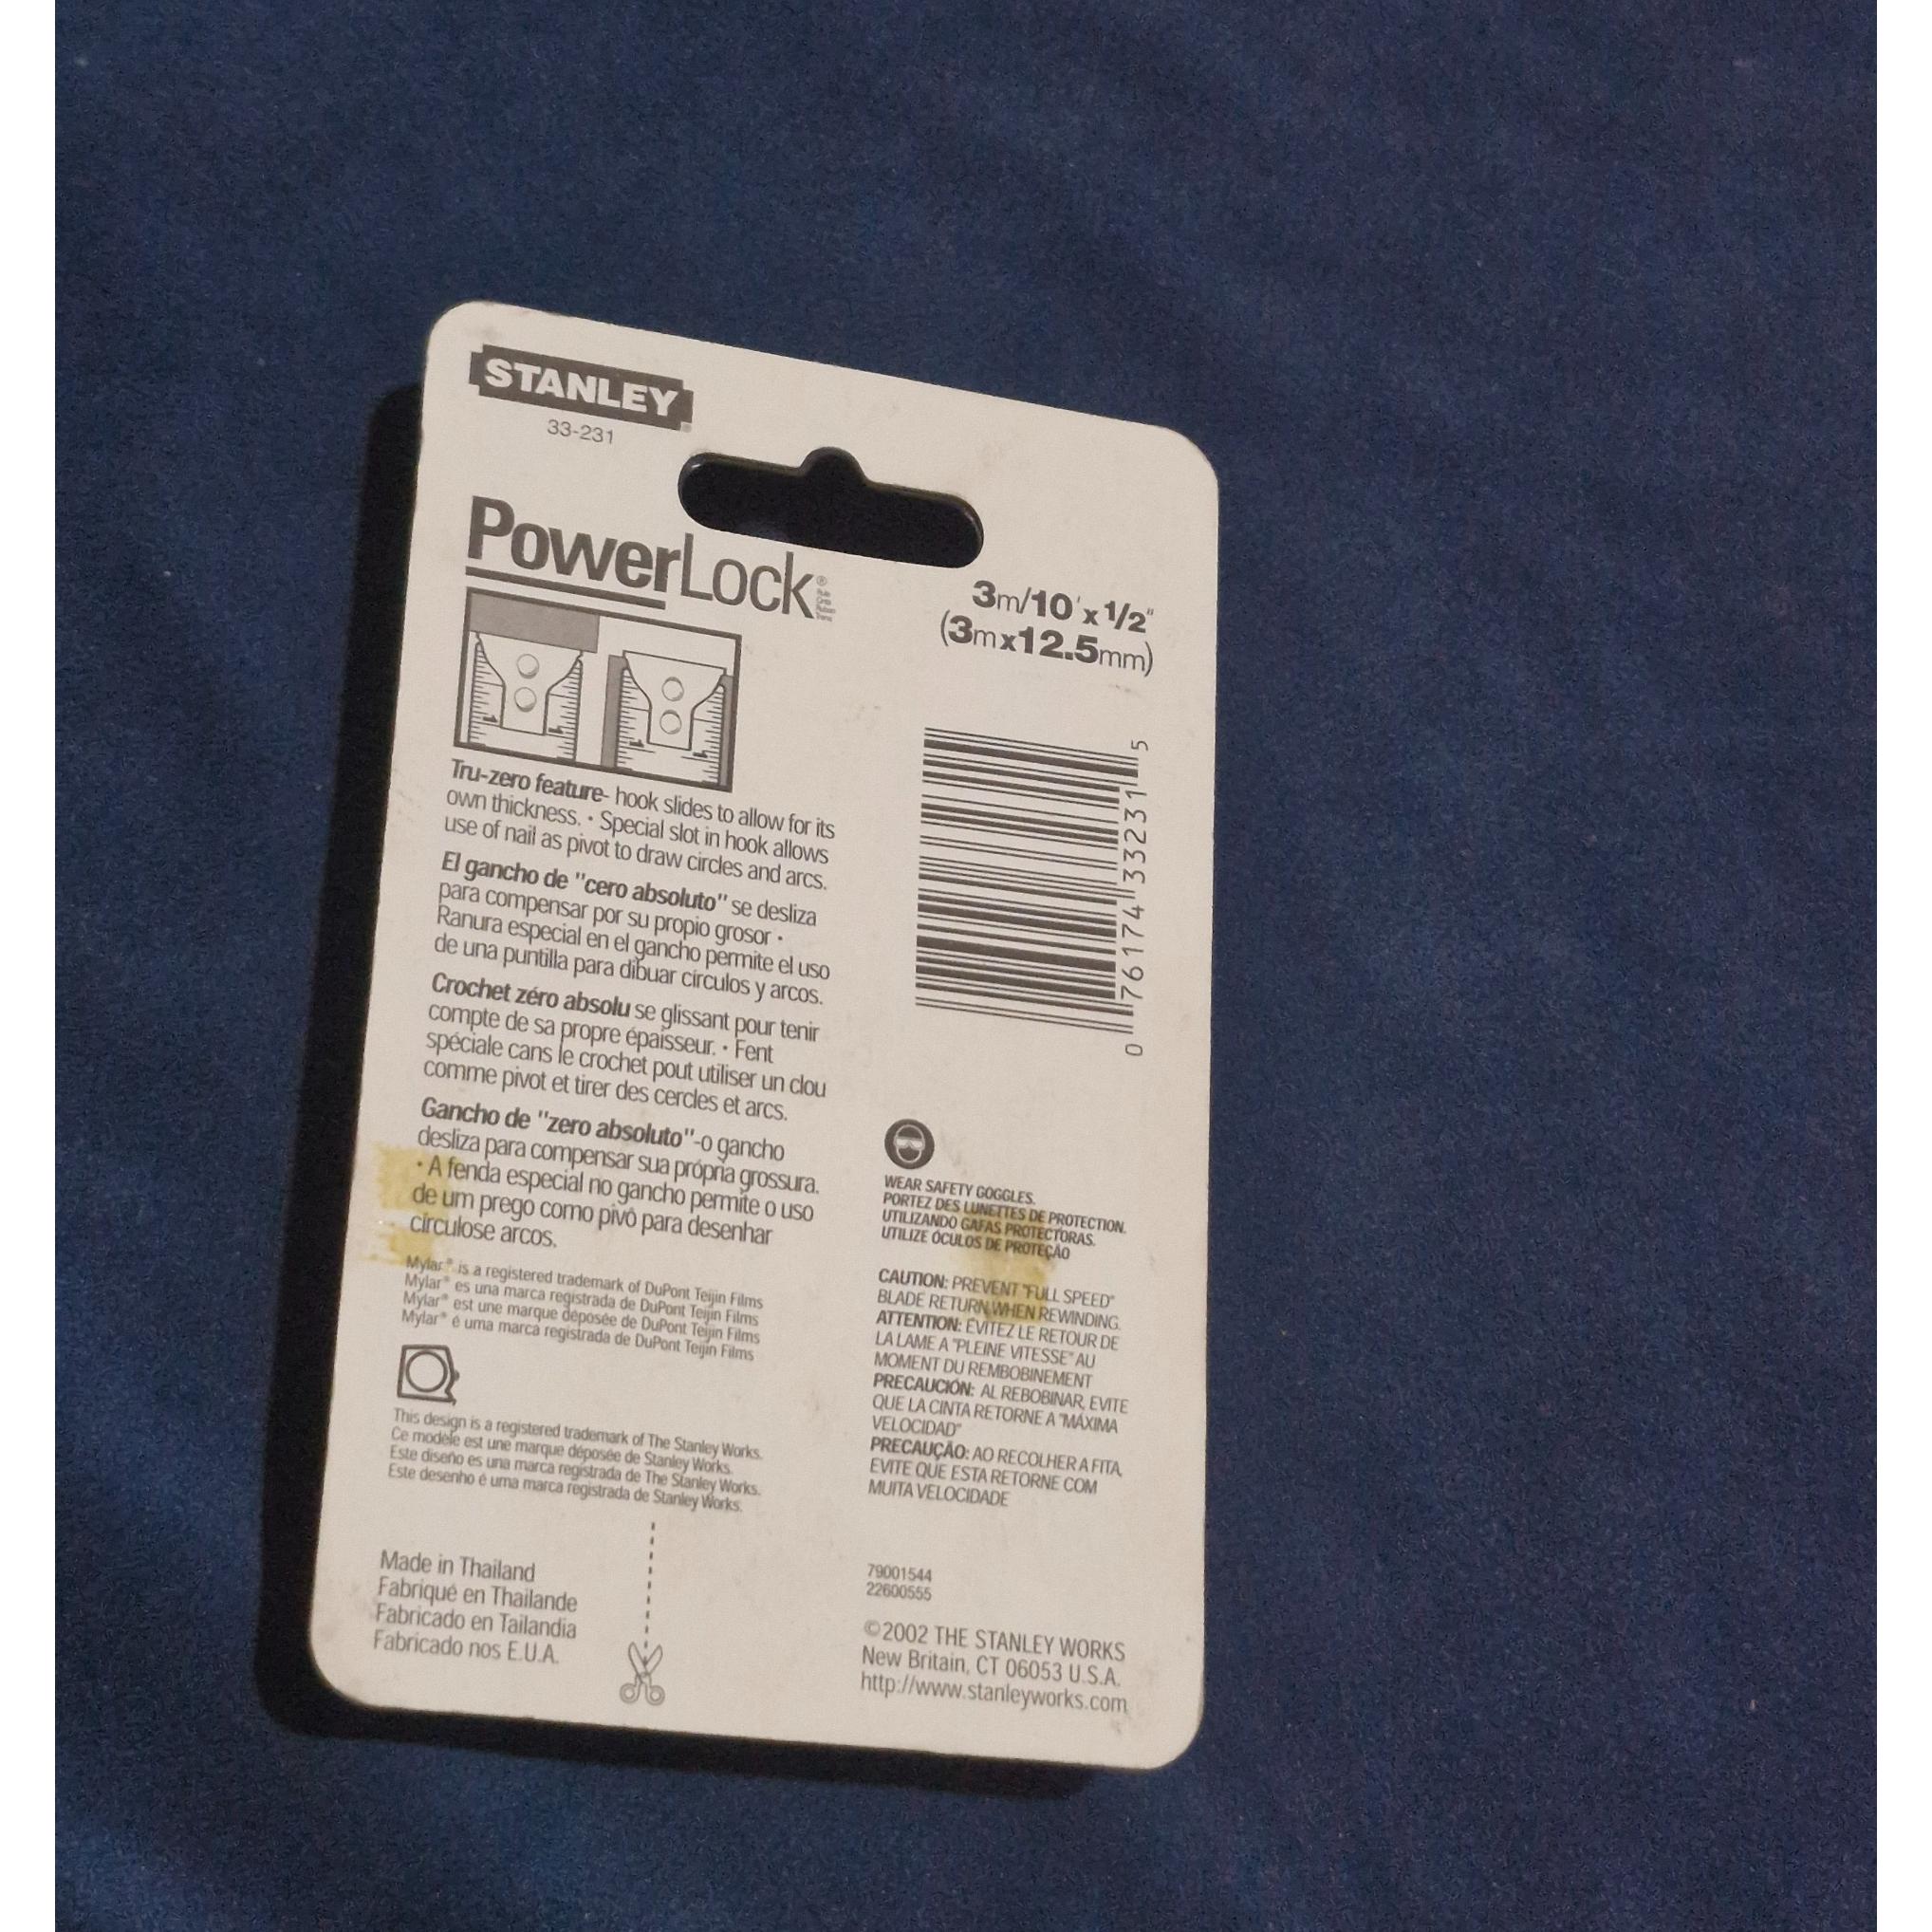 STANLEY
33-231
PowerLock®
3m/10'x1/2"
(3mx12.5mm)
Tru-zero feature- hook slides to allow for its
own thickness. • Special slot in hook allows
use of nail as pivot to draw circles and arcs.
El gancho de "cero absoluto" se desliza
para compensar por su propio grosor •
Ranura especial en el gancho permite el uso
de una puntilla para dibuar circulos y arcos.
Crochet zéro absolu se glissant pour tenir
compte de sa propre épaisseur. • Fent
spéciale cans le crochet pout utiliser un clou
comme pivot et tirer des cercles et arcs.
Gancho de "zero absoluto"-o gancho
desliza para compensar sua própria grossura.
• A fenda especial no gancho permite o uso
de um prego como pivô para desenhar
circulose arcos.
Mylar® is a registered trademark of DuPont Teijin Films
Mylar® es una marca registrada de DuPont Teijin Films
Mylar® est une marque déposée de DuPont Teijin Films
Mylar® é uma marca registrada de DuPont Teijin Films
This design is a registered trademark of The Stanley Works.
Ce modèle est une marque déposée de Stanley Works.
Este diseño es una marca registrada de The Stanley Works.
Este desenho é uma marca registrada de Stanley Works.
Made in Thailand
Fabriqué en Thailande
Fabricado en Tailandia
Fabricado nos E.U.A.
0 76174 33231 5
WEAR SAFETY GOGGLES.
PORTEZ DES LUNETTES DE PROTECTION.
UTILIZANDO GAFAS PROTECTORAS.
UTILIZE ÓCULOS DE PROTEÇÃO
CAUTION: PREVENT "FULL SPEED"
BLADE RETURN WHEN REWINDING.
ATTENTION: ÉVITEZ LE RETOUR DE
LA LAME A "PLEINE VITESSE" AU
MOMENT DU REMBOBINEMENT
PRECAUCIÓN: AL REBOBINAR, EVITE
QUE LA CINTA RETORNE A "MÁXIMA
VELOCIDAD"
PRECAUÇÃO: AO RECOLHER A FITA,
EVITE QUE ESTA RETORNE COM
MUITA VELOCIDADE
79001544
22600555
©2002 THE STANLEY WORKS
New Britain, CT 06053 U.S.A.
http://www.stanleyworks.com